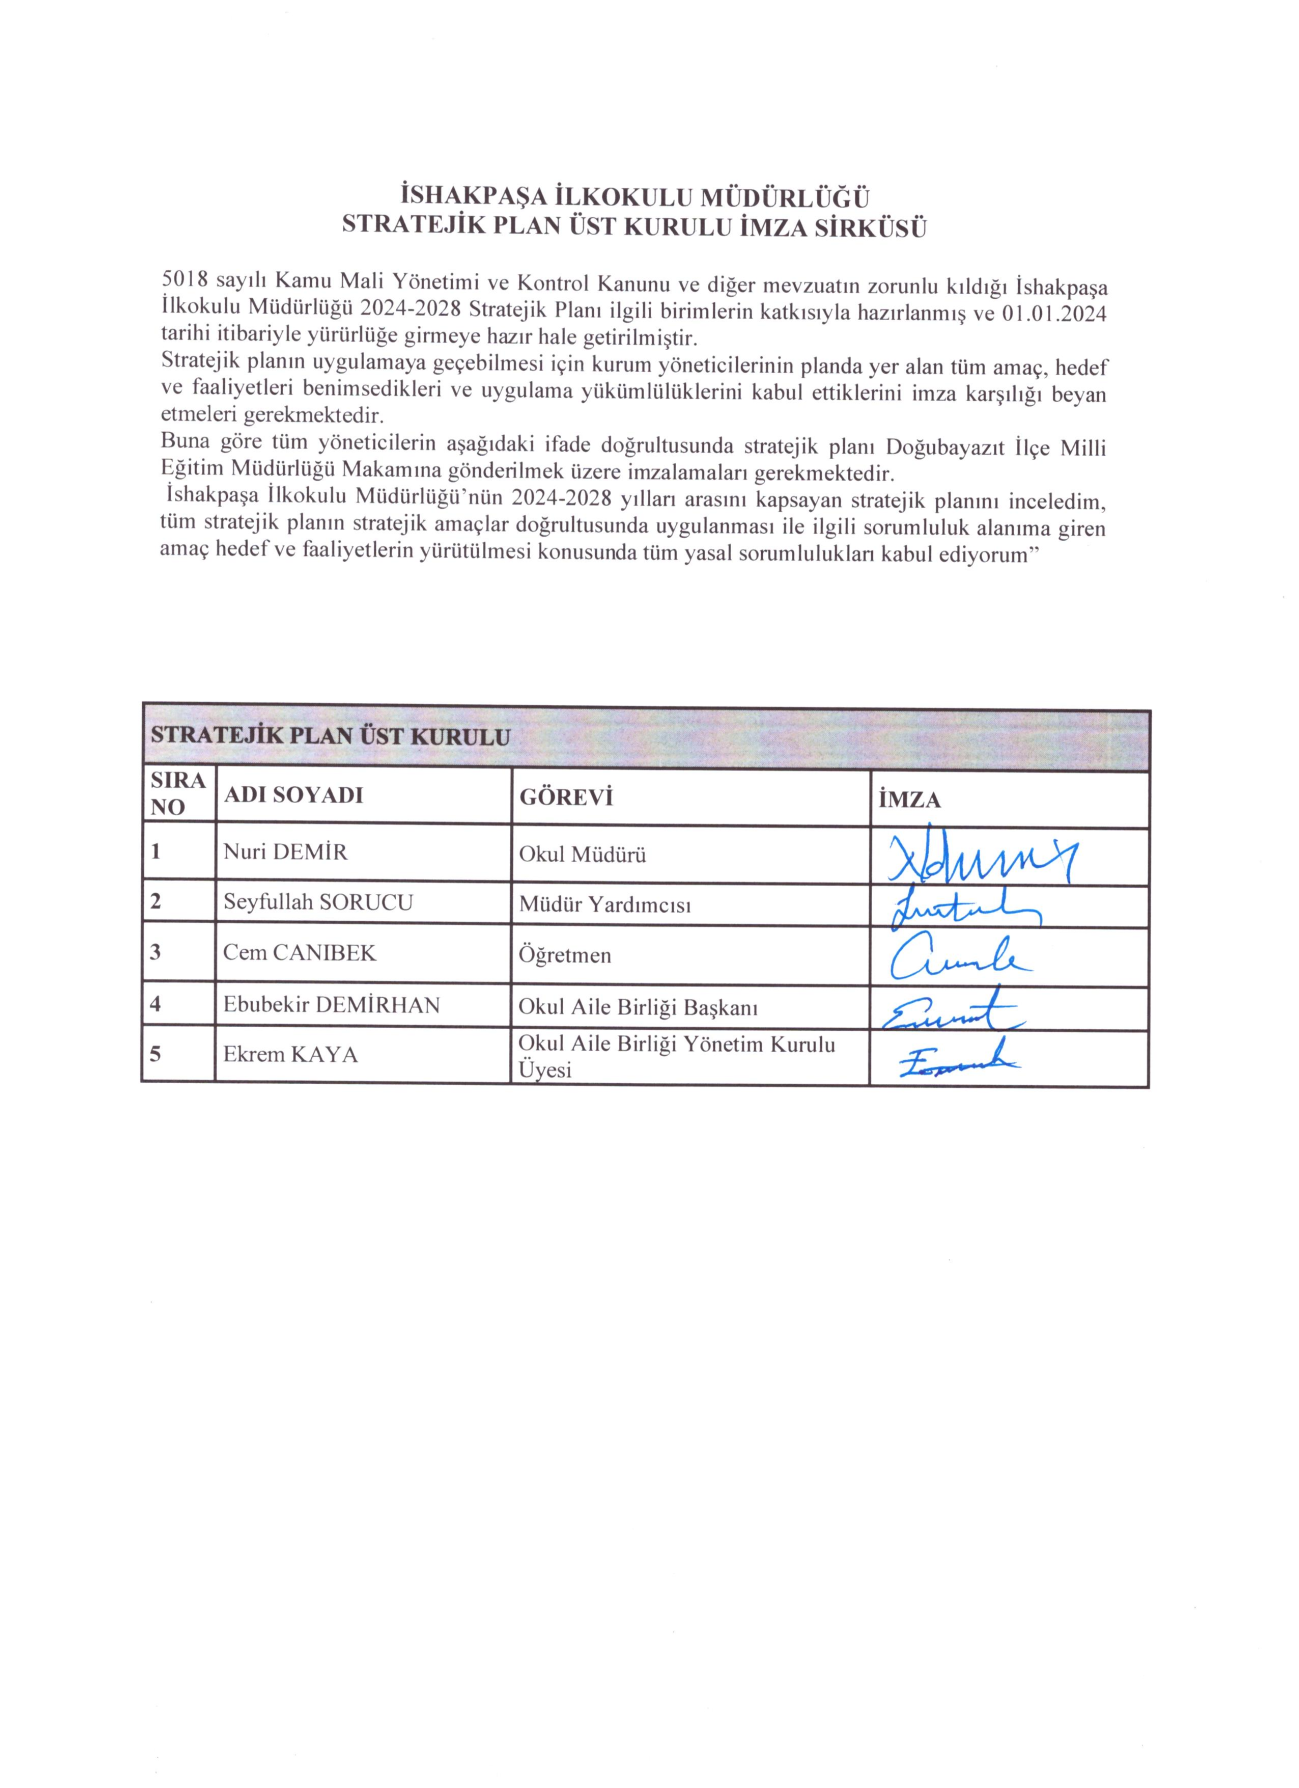 İSHAKPAŞA İLKOKULU MÜDÜRLÜĞÜ
STRATEJİK PLAN ÜST KURULU İMZA SİRKÜSÜ
5018 sayılı Kamu Mali Yönetimi ve Kontrol Kanunu ve diğer mevzuatın zorunlu kıldığı İshakpaşa
İlkokulu Müdürlüğü 2024-2028 Stratejik Planı ilgili birimlerin katkısıyla hazırlanmış ve 01.01.2024
tarihi itibariyle yürürlüğe girmeye hazır hale getirilmiştir.
Stratejik planın uygulamaya geçebilmesi için kurum yöneticilerinin planda yer alan tüm amaç, hedef
ve faaliyetleri benimsedikleri ve uygulama yükümlülüklerini kabul ettiklerini imza karşılığı beyan
etmeleri gerekmektedir.
Buna göre tüm yöneticilerin aşağıdaki ifade doğrultusunda stratejik planı Doğubayazıt İlçe Milli
Eğitim Müdürlüğü Makamına gönderilmek üzere imzalamaları gerekmektedir.
İshakpaşa İlkokulu Müdürlüğü’nün 2024-2028 yılları arasını kapsayan stratejik planını inceledim,
tüm stratejik planın stratejik amaçlar doğrultusunda uygulanması ile ilgili sorumluluk alanıma giren
amaç hedef ve faaliyetlerin yürütülmesi konusunda tüm yasal sorumlulukları kabul ediyorum”
STRATEJİK PLAN ÜST KURULU
SIRA NO ADI SOYADI GÖREVİ İMZA
1 Nuri DEMİR Okul Müdürü
2 Seyfullah SORUCU Müdür Yardımcısı
3 Cem CANIBEK Öğretmen
4 Ebubekir DEMİRHAN Okul Aile Birliği Başkanı
5 Ekrem KAYA Okul Aile Birliği Yönetim Kurulu
Üyesi